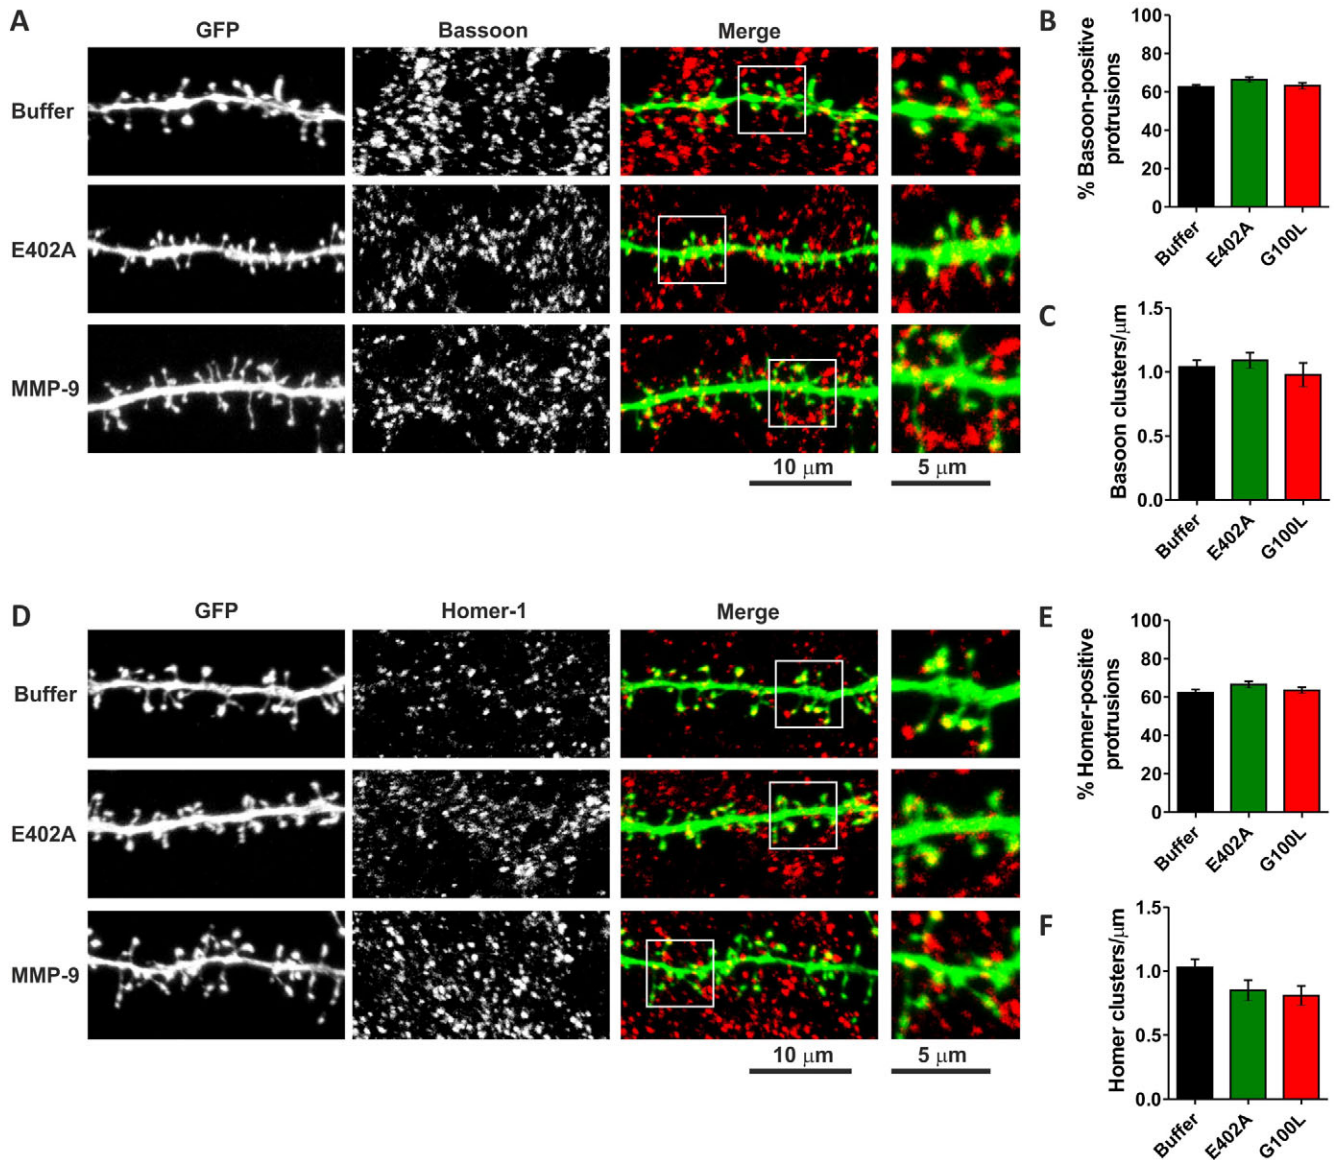 A
GFP
Bassoon
Merge
Buffer
E402A
MMP-9
10 μm
5 μm
B
% Basoon-positive
protrusions
100
80
60
40
20
0
Buffer
E402A
G100L
C
Basoon clusters/μm
1.5
1.0
0.5
0.0
Buffer
E402A
G100L
D
GFP
Homer-1
Merge
Buffer
E402A
MMP-9
10 μm
5 μm
E
% Homer-positive
protrusions
100
80
60
40
20
0
Buffer
E402A
G100L
F
Homer clusters/μm
1.5
1.0
0.5
0.0
Buffer
E402A
G100L